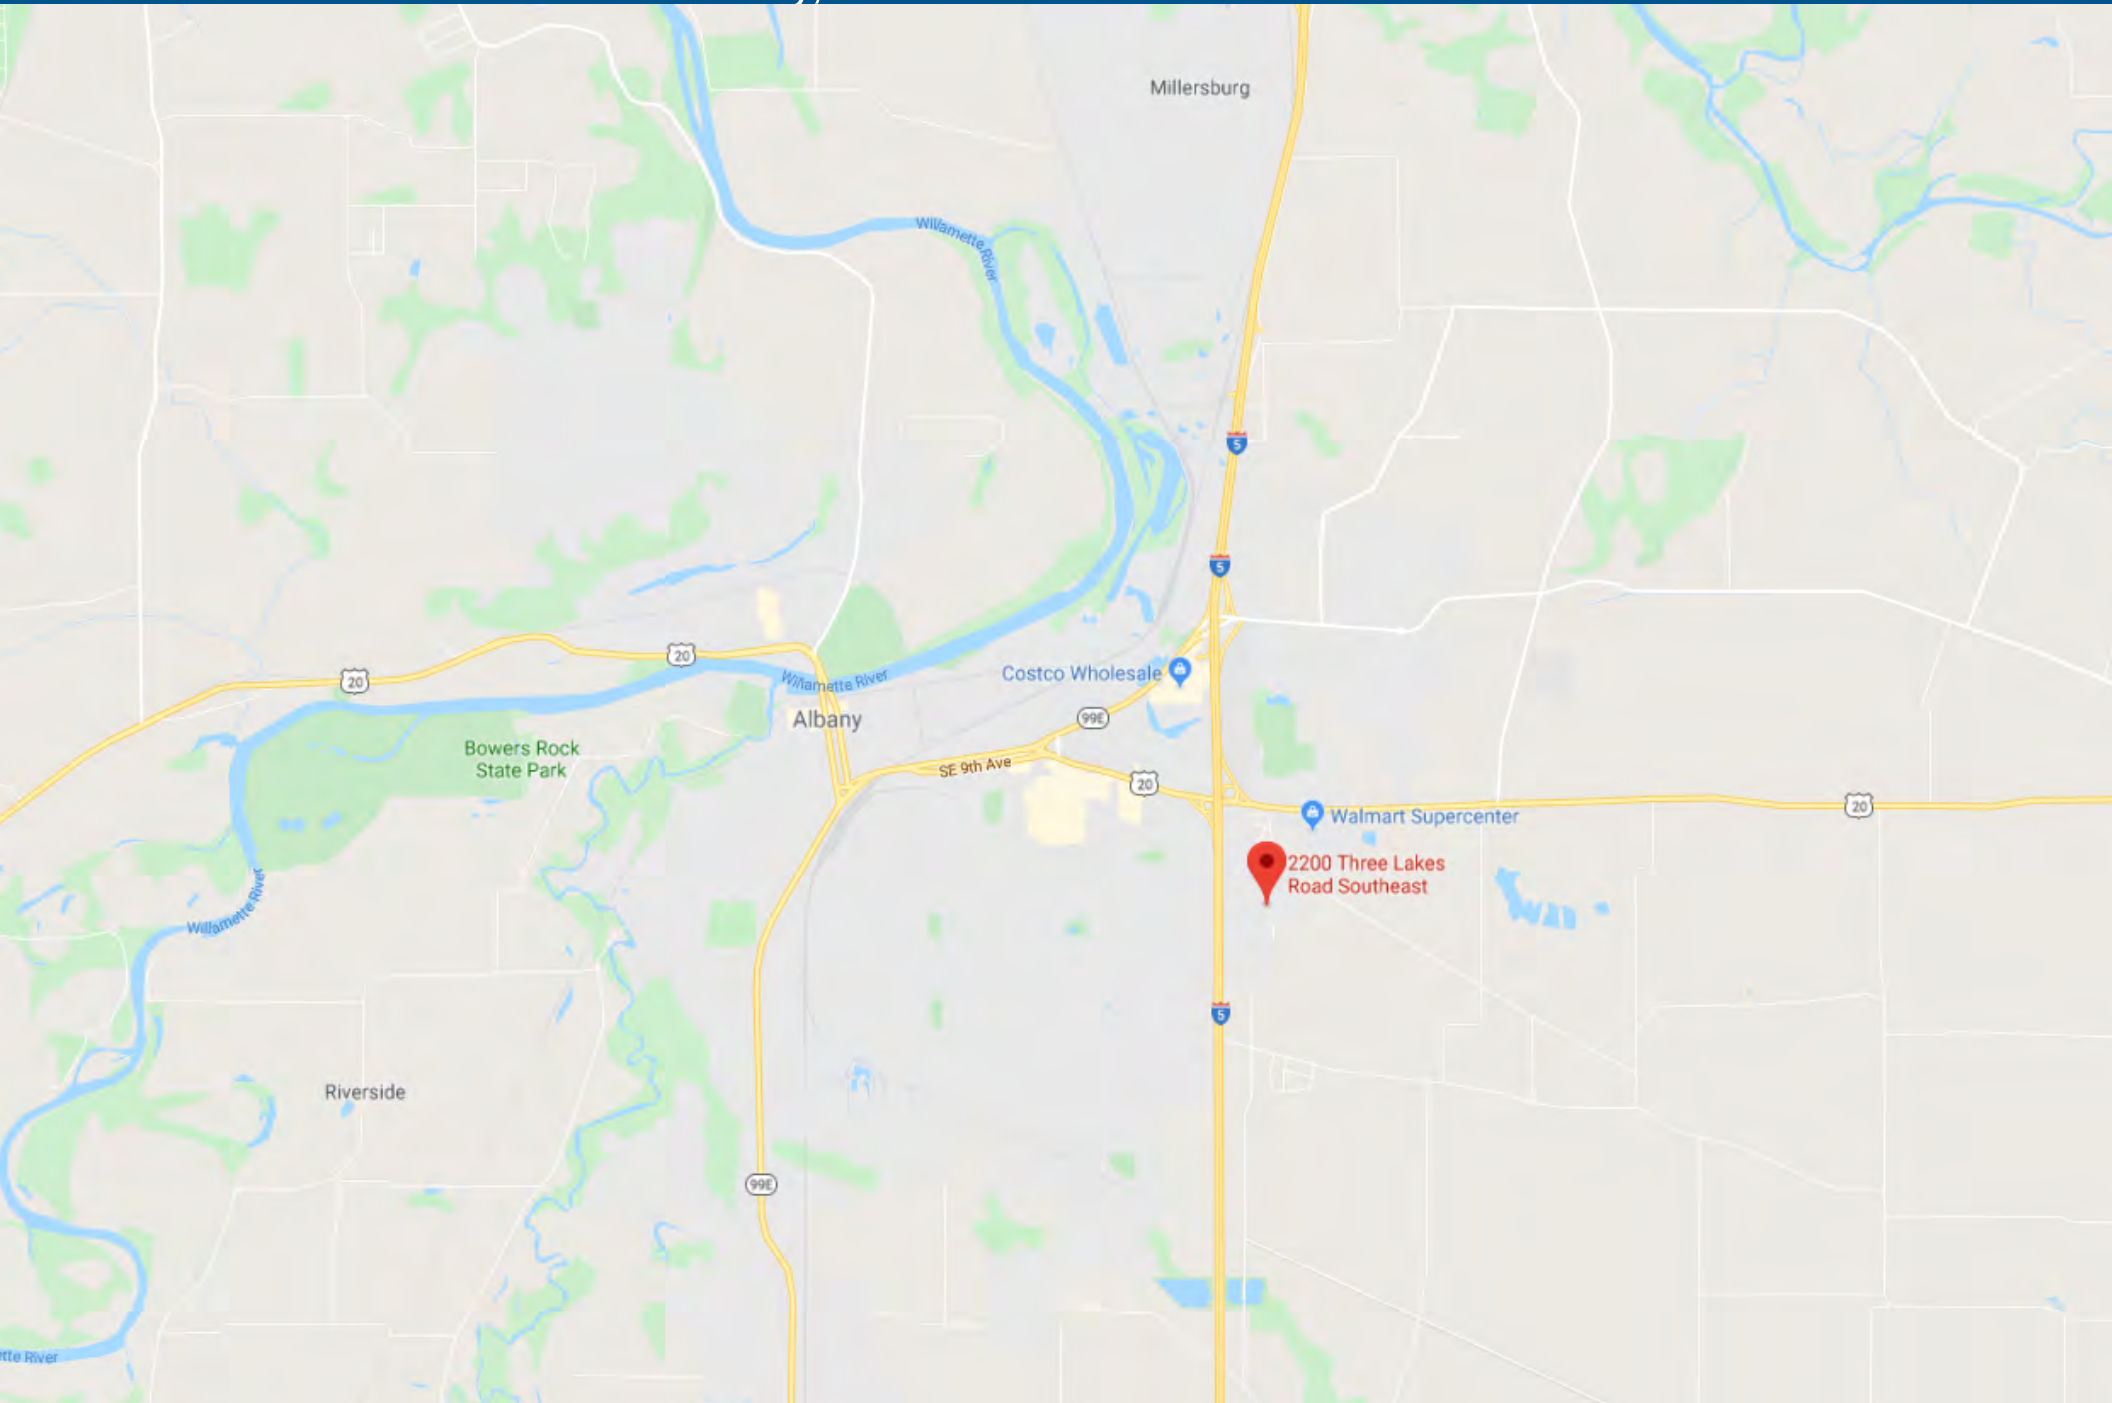 Millersburg
Willamette River
5
5
20
20
Costco Wholesale
Willamette River
99E
Albany
Bowers Rock
State Park
SE 9th Ave
20
20
Walmart Supercenter
2200 Three Lakes
Road Southeast
Willamette River
5
Riverside
99E
tte River